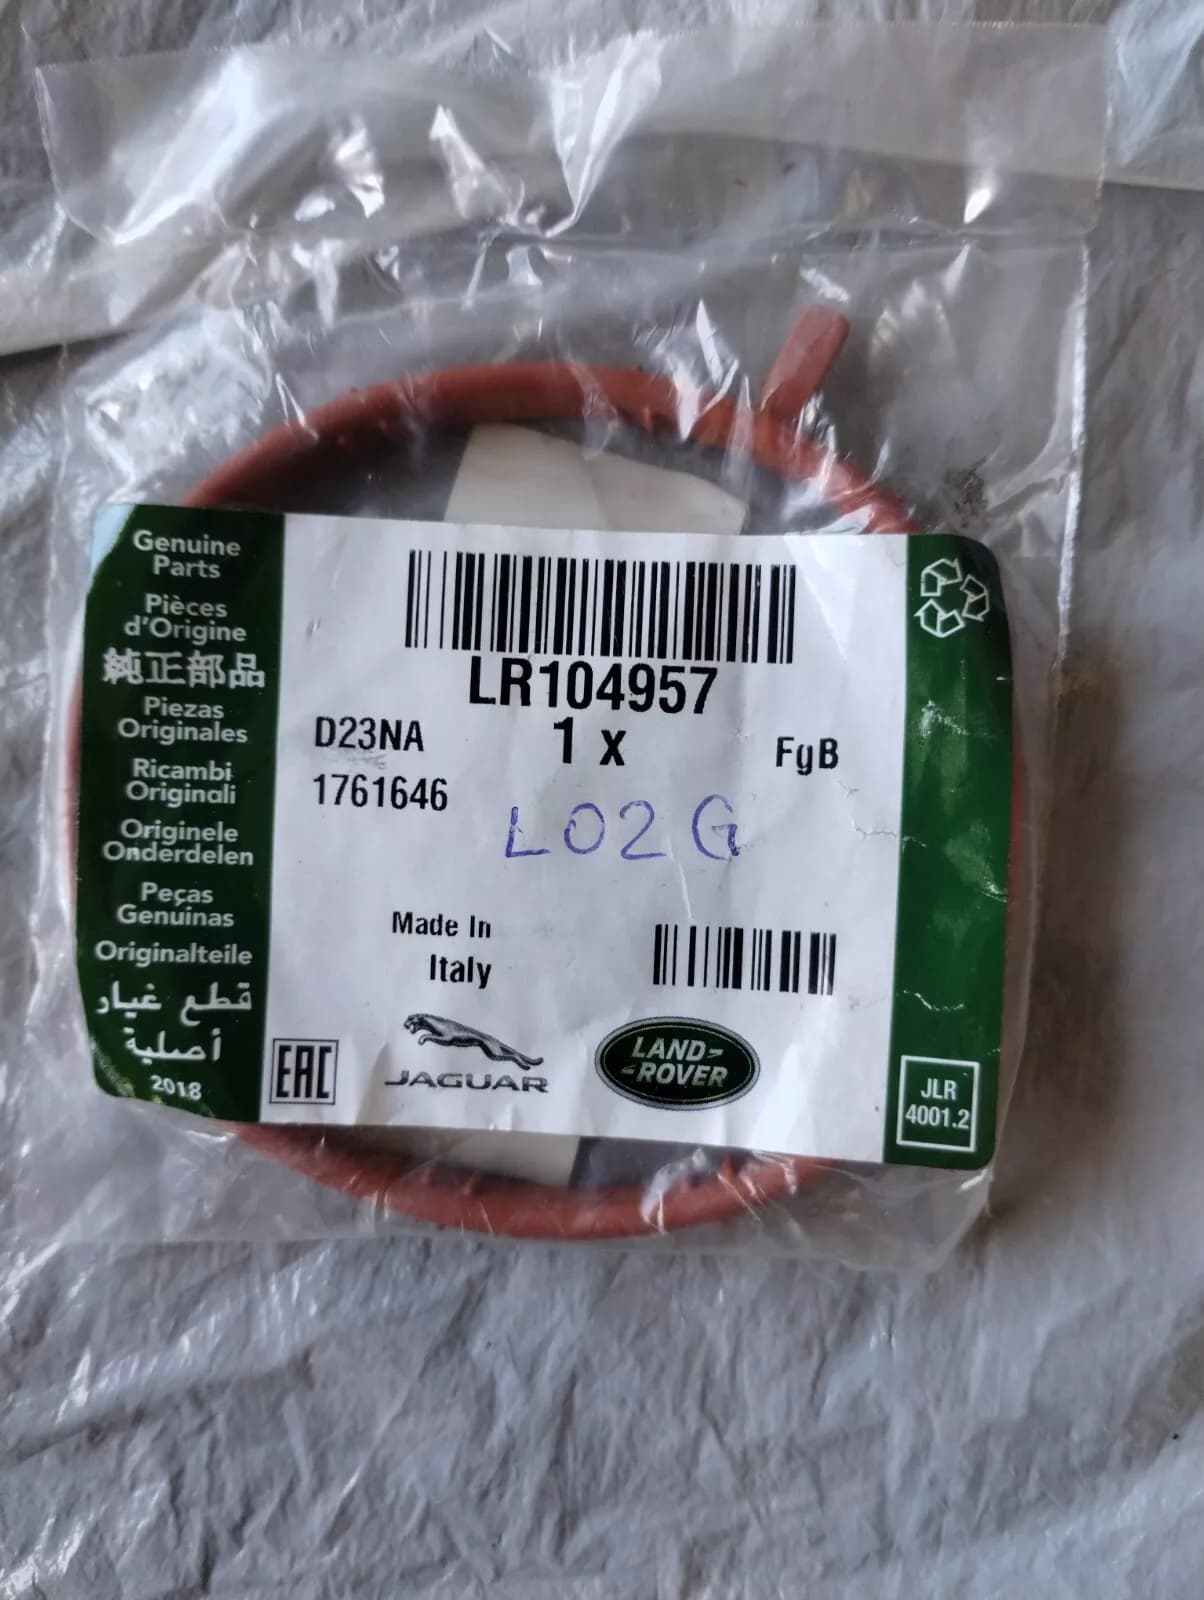 Genuine
Parts
Pièces
d'Origine
純正部品
Piezas
Originales
Ricambi
Originali
Originele
Onderdelen
Peças
Genuinas
Originalteile
قطع غيار
أصلية
2018
LR104957
D23NA
1 x
FyB
1761646
L02G
Made In
Italy
EAC
JAGUAR
LAND
ROVER
JLR
4001.2